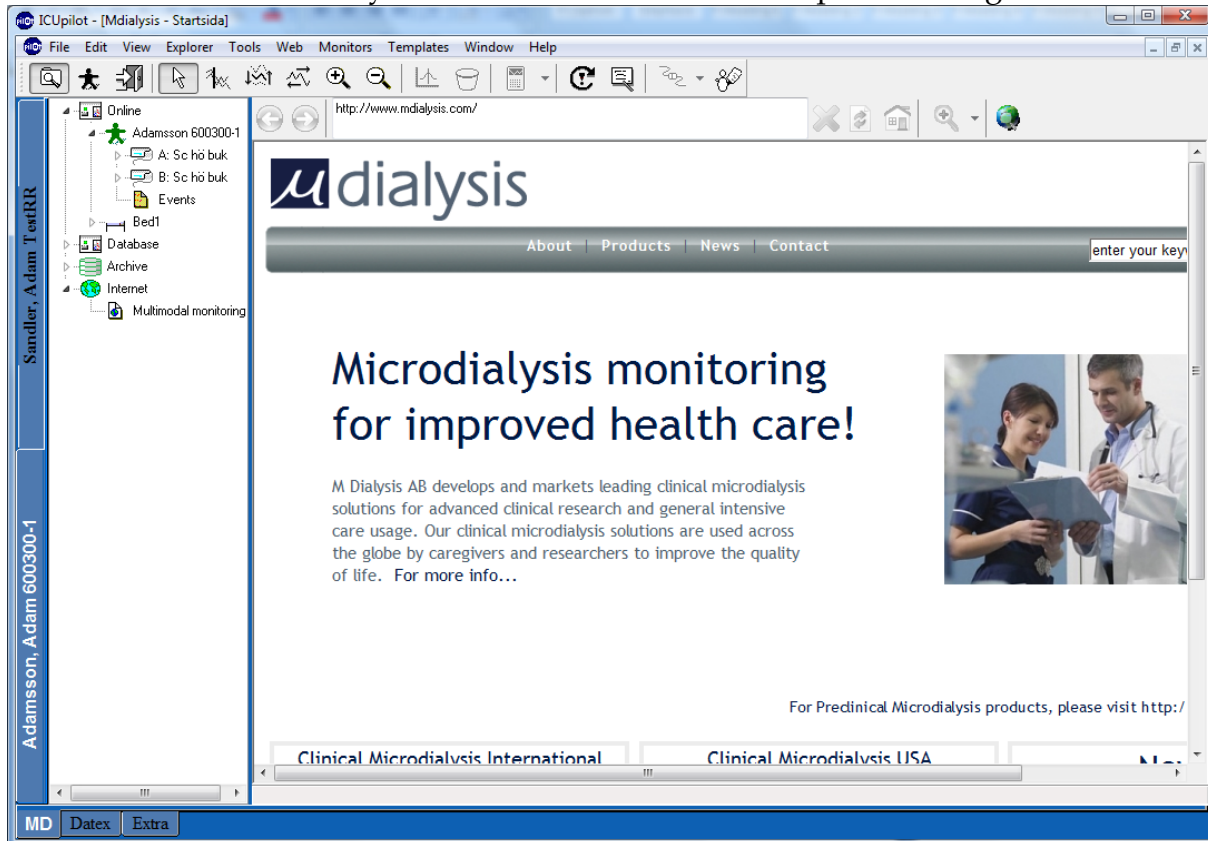 ICUpilot - [Mdialysis - Startsida]
File Edit View Explorer Tools Web Monitors Templates Window Help
Online
Adamsson 600300-1
A: Sc hö buk
B: Sc hö buk
Events
Bed1
Database
Archive
Internet
Multimodal monitoring
Sandler, Adam TestRR
Adamsson, Adam 600300-1
http://www.mdialysis.com/
μdialysis
About | Products | News | Contact
enter your key
Microdialysis monitoring
for improved health care!
M Dialysis AB develops and markets leading clinical microdialysis
solutions for advanced clinical research and general intensive
care usage. Our clinical microdialysis solutions are used across
the globe by caregivers and researchers to improve the quality
of life. For more info...
For Preclinical Microdialysis products, please visit http:/
Clinical Microdialysis International
Clinical Microdialysis USA
MD Datex Extra